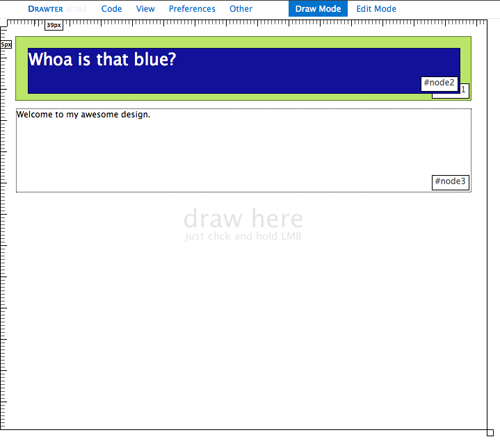 DRAWTER Code View Preferences Other Draw Mode Edit Mode
39px
5px
Whoa is that blue?
#node2
1
Welcome to my awesome design.
#node3
draw here
just click and hold LMB